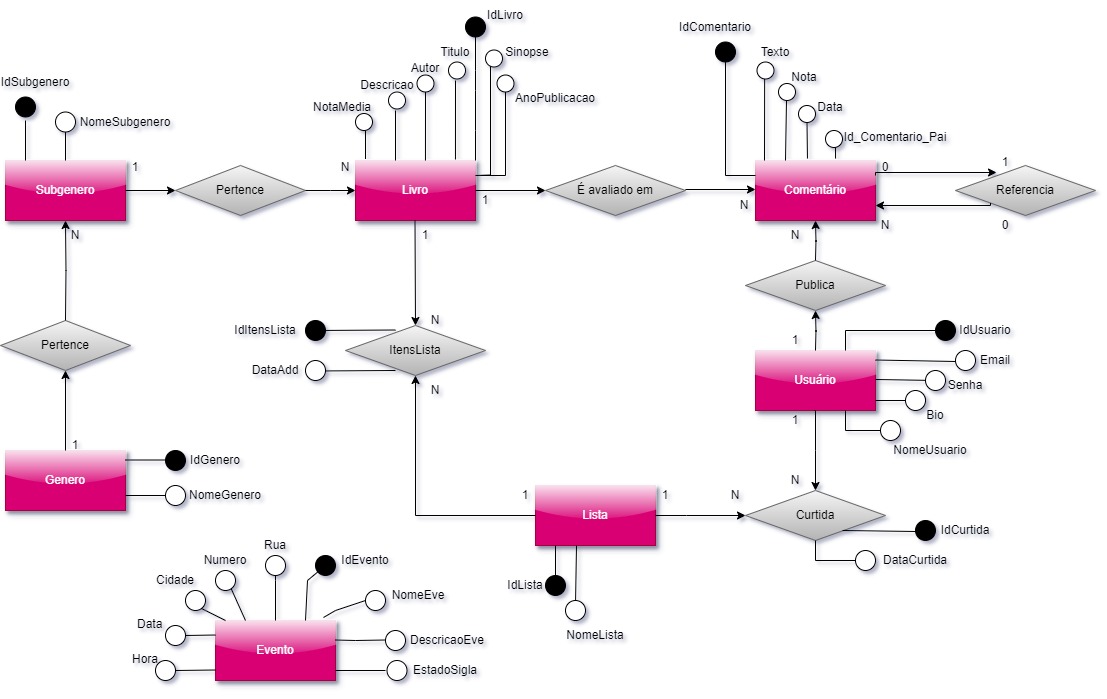 IdLivro
IdComentario
Titulo
Sinopse
Texto
Autor
Nota
IdSubgenero
Descricao
AnoPublicacao
NotaMedia
Data
NomeSubgenero
Id_Comentario_Pai
1
N
0
1
Subgenero
Pertence
Livro
É avaliado em
Comentário
Referencia
1
N
N
0
N
1
N
Publica
N
IdItensLista
1
IdUsuario
Pertence
ItensLista
Email
DataAdd
Usuário
Senha
N
Bio
1
1
NomeUsuario
IdGenero
Genero
N
NomeGenero
1
1
N
Lista
Curtida
IdCurtida
Rua
Numero
IdEvento
DataCurtida
Cidade
IdLista
NomeEve
Data
NomeLista
DescricaoEve
Evento
Hora
EstadoSigla